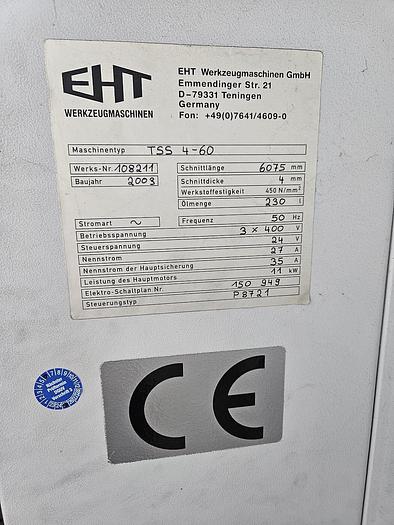 EHT
WERKZEUGMASCHINEN
EHT Werkzeugmaschinen GmbH
Emmendinger Str. 21
D-79331 Teningen
Germany
Fon: +49(0)7641/4609-0
Maschinentyp TSS 4-60
Werks-Nr. 108211
Baujahr 2008
Schnittlänge 6075 mm
Schnittdicke 4 mm
Werkstoffestigkeit 450 N/mm²
Ölmenge 230 l
Stromart ~ Frequenz 50 Hz
Betriebsspannung 3 x 400 V
Steuerspannung 24 V
Nennstrom 27 A
Nennstrom der Hauptsicherung 35 A
Leistung des Hauptmotors 11 kW
Elektro-Schaltplan Nr. 150 949
Steuerungstyp P8721
CE